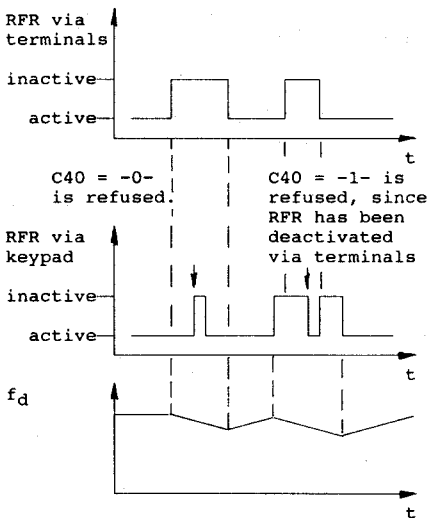 RFR via
terminals
inactive
active
t
C40 = -0-
is refused.
C40 = -1- is
refused, since
RFR has been
deactivated
via terminals
RFR via
keypad
inactive
active
t
fd
t